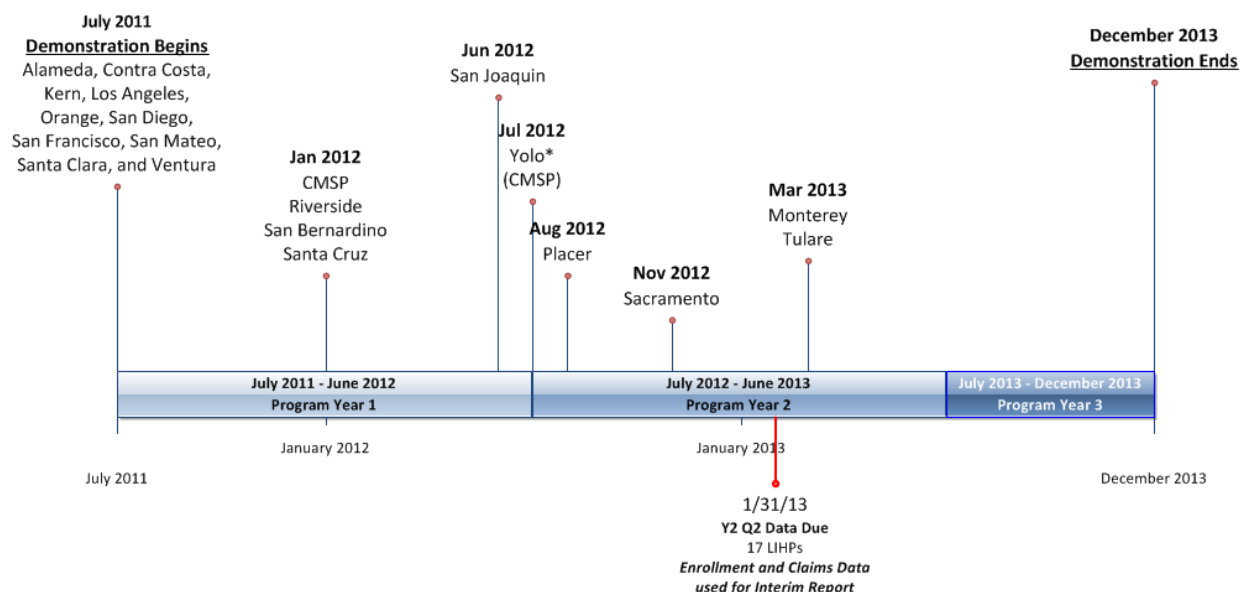 July 2011
Demonstration Begins
Alameda, Contra Costa,
Kern, Los Angeles,
Orange, San Diego,
San Francisco, San Mateo,
Santa Clara, and Ventura
Jan 2012
CMSP
Riverside
San Bernardino
Santa Cruz
Jun 2012
San Joaquin
Jul 2012
Yolo*
(CMSP)
Aug 2012
Placer
Nov 2012
Sacramento
Mar 2013
Monterey
Tulare
December 2013
Demonstration Ends
July 2011 - June 2012
Program Year 1
July 2012 - June 2013
Program Year 2
July 2013 - December 2013
Program Year 3
January 2012
January 2013
July 2011
December 2013
1/31/13
Y2 Q2 Data Due
17 LIHPs
Enrollment and Claims Data
used for Interim Report